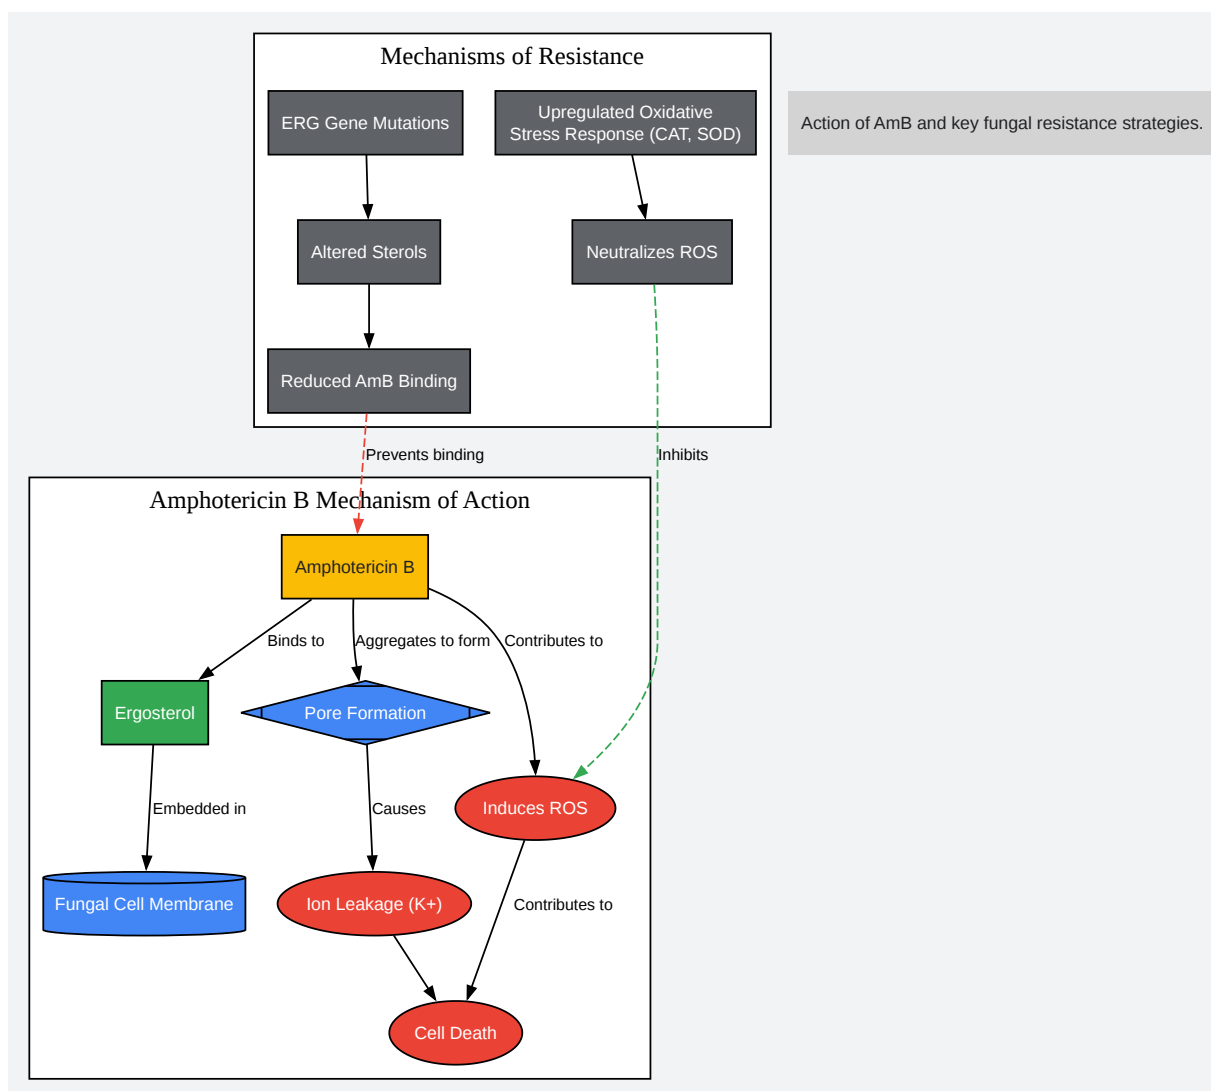 Mechanisms of Resistance
ERG Gene Mutations
Upregulated Oxidative
Stress Response (CAT, SOD)
Action of AmB and key fungal resistance strategies.
Altered Sterols
Neutralizes ROS
Reduced AmB Binding
Prevents binding
Inhibits
Amphotericin B Mechanism of Action
Amphotericin B
Binds to
Aggregates to form
Contributes to
Ergosterol
Pore Formation
Embedded in
Causes
Induces ROS
Fungal Cell Membrane
Ion Leakage (K+)
Contributes to
Cell Death